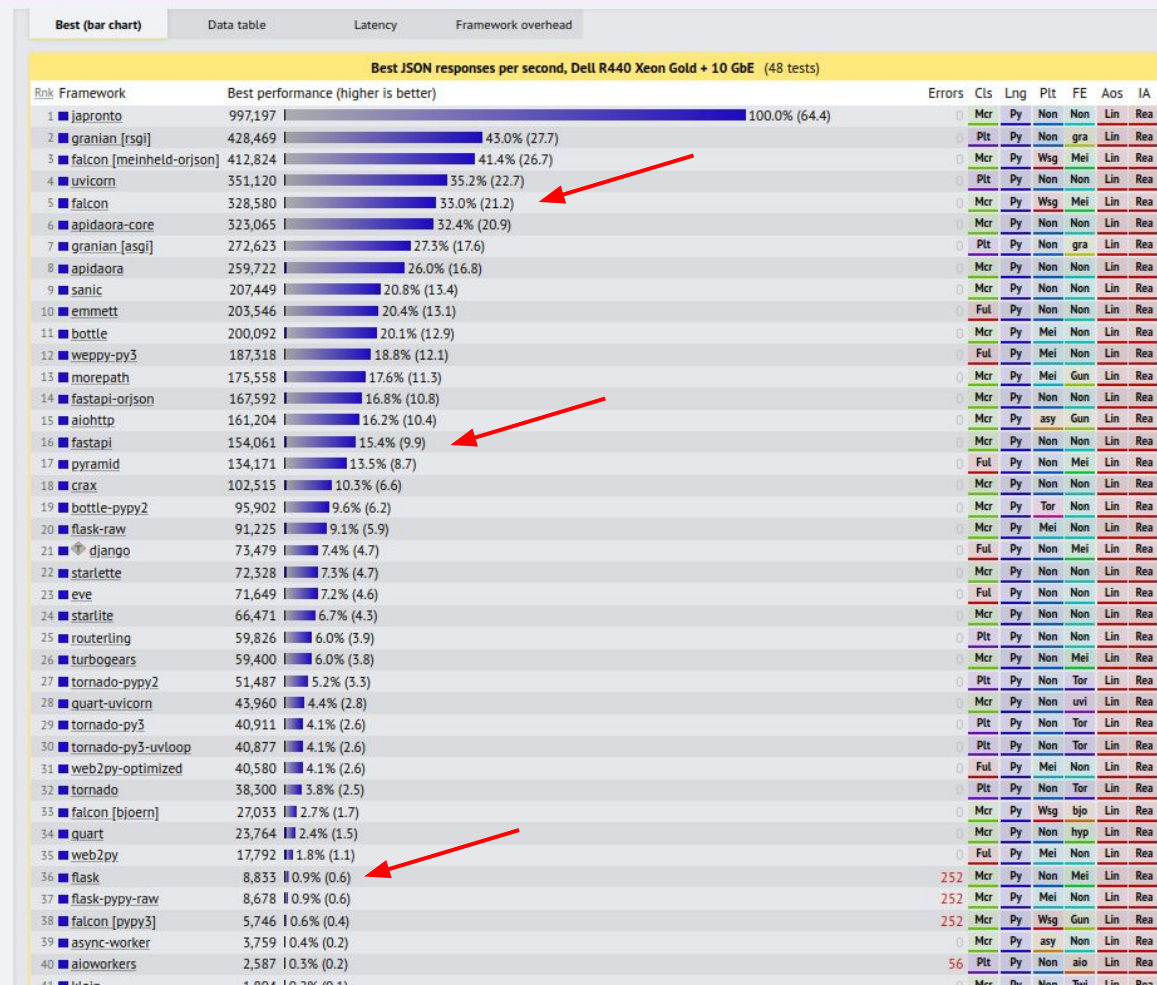 Best (bar chart) Data table Latency Framework overhead
Best JSON responses per second, Dell R440 Xeon Gold + 10 GbE (48 tests)
Rnk Framework Best performance (higher is better) Errors Cls Lng Plt FE Aos IA
1 japronto 997,197 100.0% (64.4) 0 Mcr Py Non Non Lin Rea
2 granian [rsgi] 428,469 43.0% (27.7) 0 Plt Py Non gra Lin Rea
3 falcon [meinheld-orjson] 412,824 41.4% (26.7) 0 Mcr Py Wsg Mei Lin Rea
4 uvicorn 351,120 35.2% (22.7) 0 Plt Py Non Non Lin Rea
5 falcon 328,580 33.0% (21.2) 0 Mcr Py Wsg Mei Lin Rea
6 apidaora-core 323,065 32.4% (20.9) 0 Mcr Py Non Non Lin Rea
7 granian [asgi] 272,623 27.3% (17.6) 0 Plt Py Non gra Lin Rea
8 apidaora 259,722 26.0% (16.8) 0 Mcr Py Non Non Lin Rea
9 sanic 207,449 20.8% (13.4) 0 Mcr Py Non Non Lin Rea
10 emmett 203,546 20.4% (13.1) 0 Ful Py Non Non Lin Rea
11 bottle 200,092 20.1% (12.9) 0 Mcr Py Mei Non Lin Rea
12 weppy-py3 187,318 18.8% (12.1) 0 Ful Py Mei Non Lin Rea
13 morepath 175,558 17.6% (11.3) 0 Mcr Py Mei Gun Lin Rea
14 fastapi-orjson 167,592 16.8% (10.8) 0 Mcr Py Non Non Lin Rea
15 aiohttp 161,204 16.2% (10.4) 0 Mcr Py asy Gun Lin Rea
16 fastapi 154,061 15.4% (9.9) 0 Mcr Py Non Non Lin Rea
17 pyramid 134,171 13.5% (8.7) 0 Ful Py Non Mei Lin Rea
18 crax 102,515 10.3% (6.6) 0 Mcr Py Non Non Lin Rea
19 bottle-pypy2 95,902 9.6% (6.2) 0 Mcr Py Tor Non Lin Rea
20 flask-raw 91,225 9.1% (5.9) 0 Mcr Py Mei Non Lin Rea
21 django 73,479 7.4% (4.7) 0 Ful Py Non Mei Lin Rea
22 starlette 72,328 7.3% (4.7) 0 Mcr Py Non Non Lin Rea
23 eve 71,649 7.2% (4.6) 0 Ful Py Non Non Lin Rea
24 starlite 66,471 6.7% (4.3) 0 Mcr Py Non Non Lin Rea
25 routerling 59,826 6.0% (3.9) 0 Plt Py Non Non Lin Rea
26 turbogears 59,400 6.0% (3.8) 0 Mcr Py Non Mei Lin Rea
27 tornado-pypy2 51,487 5.2% (3.3) 0 Plt Py Non Tor Lin Rea
28 quart-uvicorn 43,960 4.4% (2.8) 0 Mcr Py Non uvi Lin Rea
29 tornado-py3 40,911 4.1% (2.6) 0 Plt Py Non Tor Lin Rea
30 tornado-py3-uvloop 40,877 4.1% (2.6) 0 Plt Py Non Tor Lin Rea
31 web2py-optimized 40,580 4.1% (2.6) 0 Ful Py Mei Non Lin Rea
32 tornado 38,300 3.8% (2.5) 0 Plt Py Non Tor Lin Rea
33 falcon [bjoern] 27,033 2.7% (1.7) 0 Mcr Py Wsg bjo Lin Rea
34 quart 23,764 2.4% (1.5) 0 Mcr Py Non hyp Lin Rea
35 web2py 17,792 1.8% (1.1) 0 Ful Py Mei Non Lin Rea
36 flask 8,833 0.9% (0.6) 252 Mcr Py Non Mei Lin Rea
37 flask-pypy-raw 8,678 0.9% (0.6) 252 Mcr Py Mei Non Lin Rea
38 falcon [pypy3] 5,746 0.6% (0.4) 252 Mcr Py Wsg Gun Lin Rea
39 async-worker 3,759 0.4% (0.2) 0 Mcr Py asy Non Lin Rea
40 aioworkers 2,587 0.3% (0.2) 56 Plt Py Non aio Lin Rea